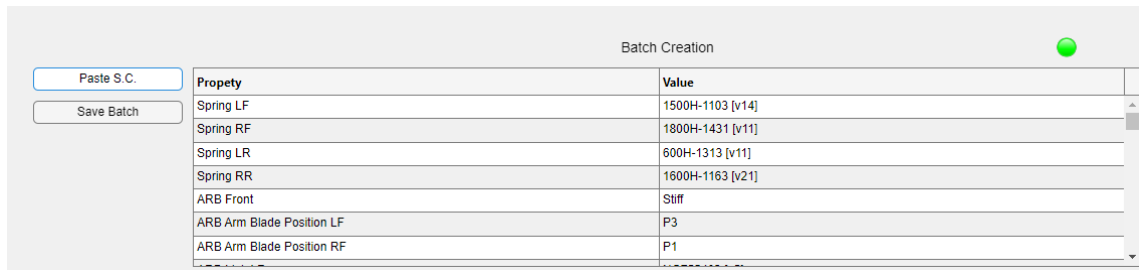 Batch Creation
Paste S.C.
Save Batch
Propety Value
Spring LF 1500H-1103 [v14]
Spring RF 1800H-1431 [v11]
Spring LR 600H-1313 [v11]
Spring RR 1600H-1163 [v21]
ARB Front Stiff
ARB Arm Blade Position LF P3
ARB Arm Blade Position RF P1